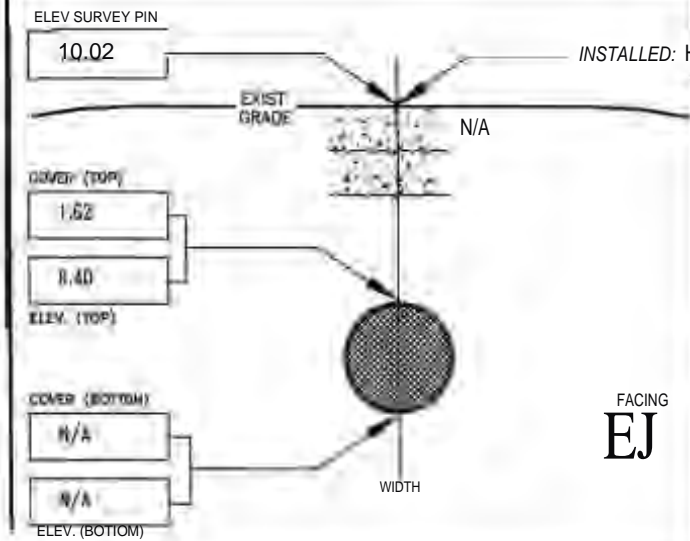 ELEV SURVEY PIN
10.02
INSTALLED: H
EXIST
GRADE
N/A
COVER (TOP)
1.62
8.40
ELEV. (TOP)
COVER (BOTTOM)
N/A
N/A
ELEV. (BOTIOM)
WIDTH
FACING
EJ